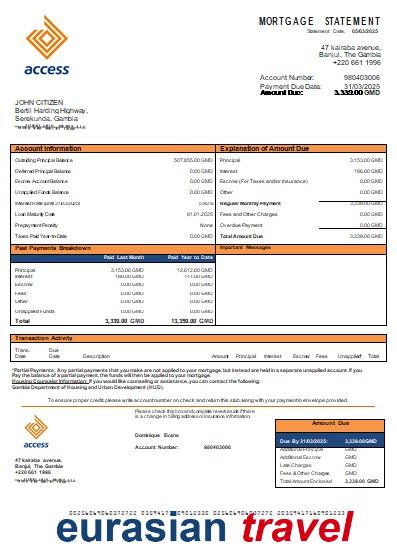 MORTGAGE STATEMENT
Statement Date: 05/03/2025
access
47 kairaba avenue,
Banjul, The Gambia
+220 661 1996
Account Number: 980403006
Payment Due Date: 31/03/2025
Amount Due: 3,339.00 GMD
JOHN CITIZEN
Bertil Harding Highway,
Serekunda, Gambia
Account Information
Explanation of Amount Due
Outstanding Principal Balance 507,855.00 GMD
Principal 3,153.00 GMD
Deferred Principal Balance 0.00 GMD
Interest 186.00 GMD
Escrow Account Balance 0.00 GMD
Escrow (For Taxes and/or Insurance) 0.00 GMD
Unapplied Funds Balance 0.00 GMD
Other 0.00 GMD
Regular Monthly Payment 3,339.00 GMD
Loan Maturity Date 01.01.2025
Fees and Other Charges 0.00 GMD
Prepayment Penalty None
Overdue Payment 0.00 GMD
Taxes Paid Year-to-Date 0.00 GMD
Total Amount Due 3,339.00 GMD
Past Payments Breakdown
Important Messages
Paid Last Month Paid Year to Date
Principal 3,153.00 GMD 12,612.00 GMD
Interest 186.00 GMD
Escrow 0.00 GMD 0.00 GMD
Fees 0.00 GMD 0.00 GMD
Other 0.00 GMD 0.00 GMD
Unapplied Funds 0.00 GMD 0.00 GMD
Total 3,339.00 GMD 13,359.00 GMD
Transaction Activity
Trans. Date Due Date Description Amount Principal Interest Escrow Fees Unapplied Total
*Partial Payments: Any partial payments that you make are not applied to your mortgage, but instead are held in a separate unapplied account. If you
Pay the balance of a partial payment, the funds will then be applied to your mortgage.
Housing Counselor Information: If you would like counseling or assistance, you can contact the following:
Gambia Department of Housing and Urban Development (HUD).
To ensure proper credit, please write account number on check and return this stub along with your payment in the envelope provided.
access
Please check this box and complete reverse side if there
is a change in billing address or insurance information.
Dominique Evans
Account Number: 980403006
47 kairaba avenue,
Banjul, The Gambia
+220 661 1996
Amount Due
Due By 31/03/2025: 3,339.00GMD
Additional Principal GMD
Additional Escrow GMD
Late Charges GMD
Fees & Other Charges GMD
Total Amount Enclosed 3,339.00 GMD
eurasian travel